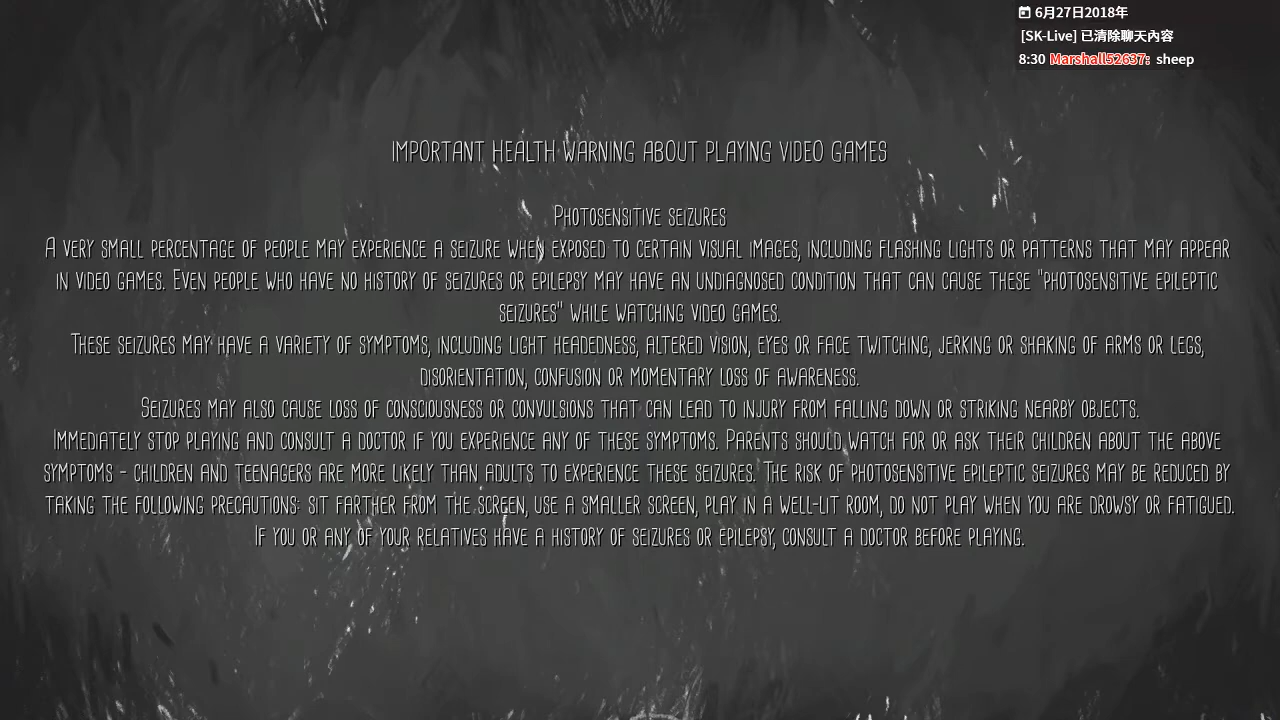 6月27日2018年
[SK-Live] 已清除聊天內容
8:30 Marshall52637: sheep
IMPORTANT HEALTH WARNING ABOUT PLAYING VIDEO GAMES
PHOTOSENSITIVE SEIZURES
A VERY SMALL PERCENTAGE OF PEOPLE MAY EXPERIENCE A SEIZURE WHEN EXPOSED TO CERTAIN VISUAL IMAGES, INCLUDING FLASHING LIGHTS OR PATTERNS THAT MAY APPEAR
IN VIDEO GAMES. EVEN PEOPLE WHO HAVE NO HISTORY OF SEIZURES OR EPILEPSY MAY HAVE AN UNDIAGNOSED CONDITION THAT CAN CAUSE THESE "PHOTOSENSITIVE EPILEPTIC
SEIZURES" WHILE WATCHING VIDEO GAMES.
THESE SEIZURES MAY HAVE A VARIETY OF SYMPTOMS, INCLUDING LIGHT HEADEDNESS, ALTERED VISION, EYES OR FACE TWITCHING, JERKING OR SHAKING OF ARMS OR LEGS,
DISORIENTATION, CONFUSION OR MOMENTARY LOSS OF AWARENESS.
SEIZURES MAY ALSO CAUSE LOSS OF CONSCIOUSNESS OR CONVULSIONS THAT CAN LEAD TO INJURY FROM FALLING DOWN OR STRIKING NEARBY OBJECTS.
IMMEDIATELY STOP PLAYING AND CONSULT A DOCTOR IF YOU EXPERIENCE ANY OF THESE SYMPTOMS. PARENTS SHOULD WATCH FOR OR ASK THEIR CHILDREN ABOUT THE ABOVE
SYMPTOMS - CHILDREN AND TEENAGERS ARE MORE LIKELY THAN ADULTS TO EXPERIENCE THESE SEIZURES. THE RISK OF PHOTOSENSITIVE EPILEPTIC SEIZURES MAY BE REDUCED BY
TAKING THE FOLLOWING PRECAUTIONS: SIT FARTHER FROM THE SCREEN, USE A SMALLER SCREEN, PLAY IN A WELL-LIT ROOM, DO NOT PLAY WHEN YOU ARE DROWSY OR FATIGUED.
IF YOU OR ANY OF YOUR RELATIVES HAVE A HISTORY OF SEIZURES OR EPILEPSY, CONSULT A DOCTOR BEFORE PLAYING.